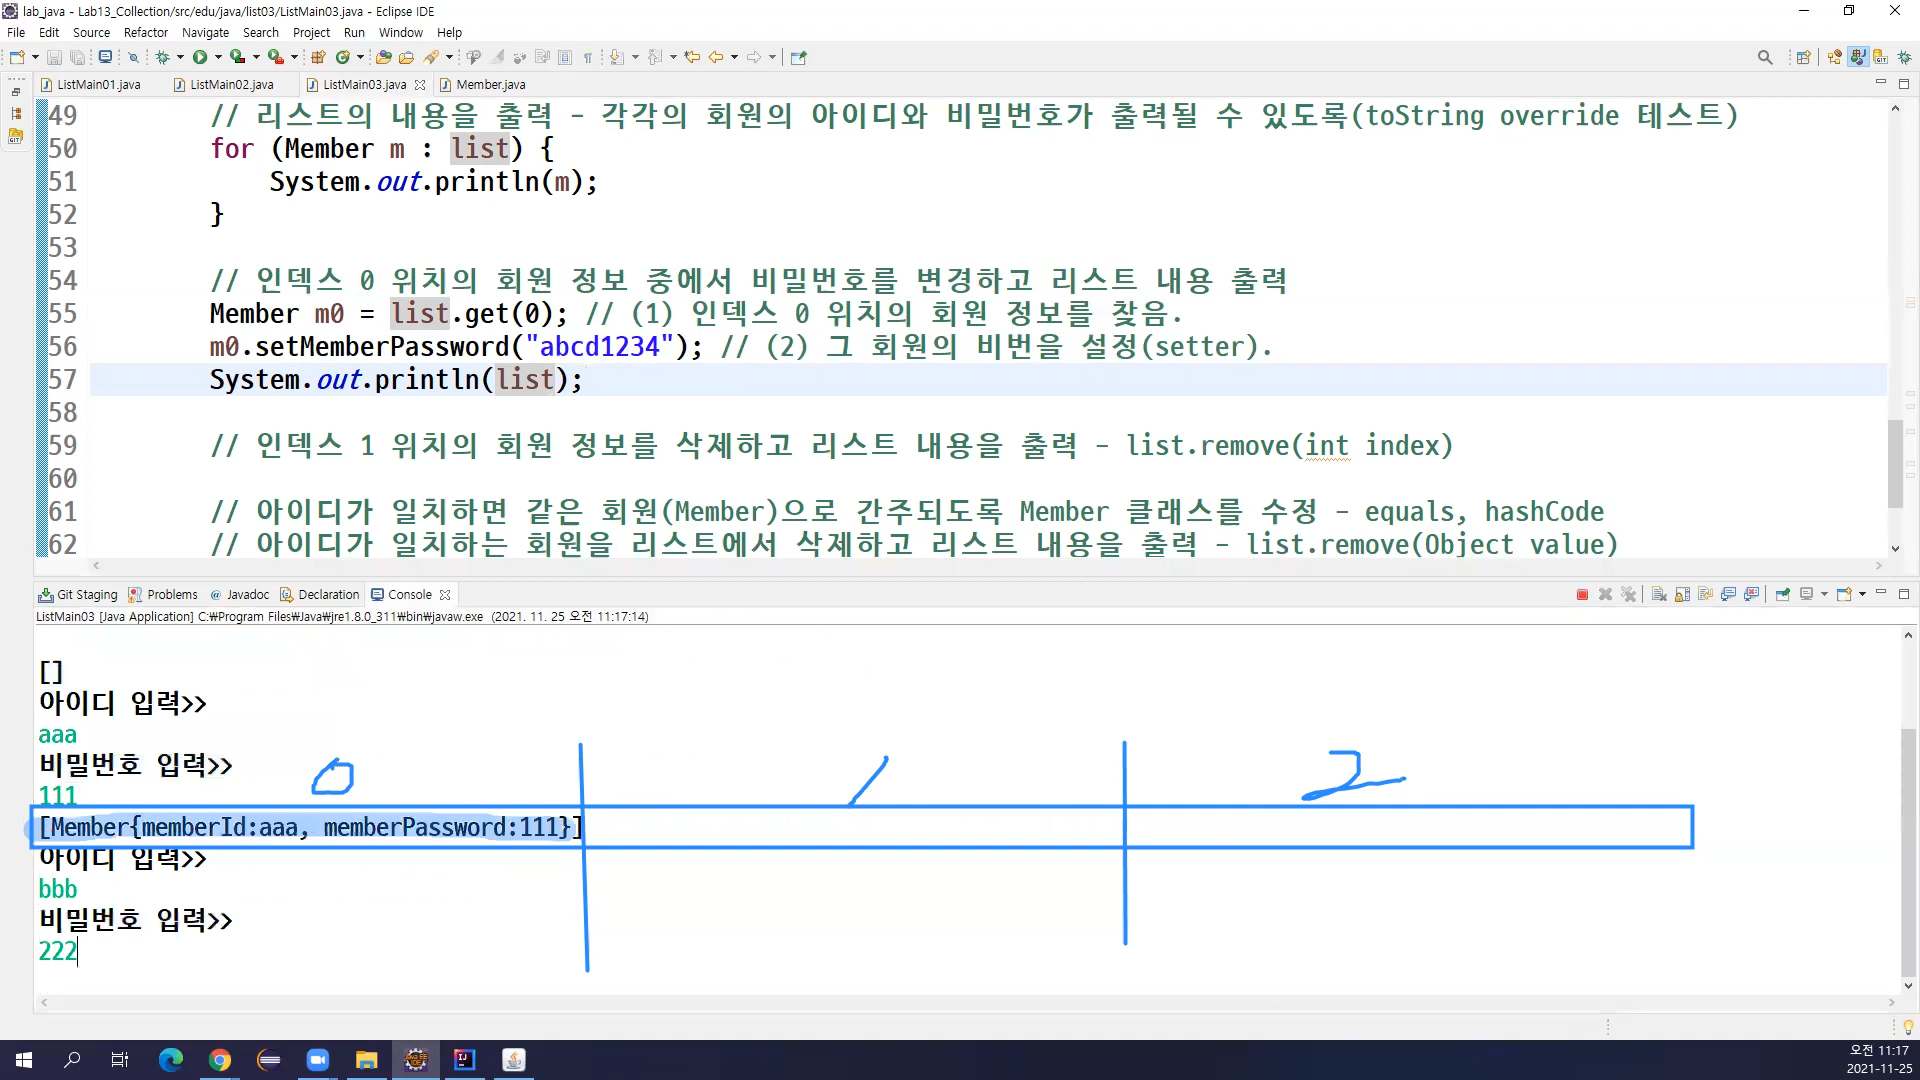 lab_java - Lab13_Collection/src/edu/java/list03/ListMain03.java - Eclipse IDE
File Edit Source Refactor Navigate Search Project Run Window Help
ListMain01.java ListMain02.java ListMain03.java Member.java
49 // 리스트의 내용을 출력 - 각각의 회원의 아이디와 비밀번호가 출력될 수 있도록(toString override 테스트)
50 for (Member m : list) {
51 System.out.println(m);
52 }
53
54 // 인덱스 0 위치의 회원 정보 중에서 비밀번호를 변경하고 리스트 내용 출력
55 Member m0 = list.get(0); // (1) 인덱스 0 위치의 회원 정보를 찾음.
56 m0.setMemberPassword("abcd1234"); // (2) 그 회원의 비번을 설정(setter).
57 System.out.println(list);
58
59 // 인덱스 1 위치의 회원 정보를 삭제하고 리스트 내용을 출력 - list.remove(int index)
60
61 // 아이디가 일치하면 같은 회원(Member)으로 간주되도록 Member 클래스를 수정 - equals, hashCode
62 // 아이디가 일치하는 회원을 리스트에서 삭제하고 리스트 내용을 출력 - list.remove(Object value)
Git Staging Problems Javadoc Declaration Console
ListMain03 [Java Application] C:₩Program Files₩Java₩jre1.8.0_311₩bin₩javaw.exe (2021. 11. 25 오전 11:17:14)
[]
아이디 입력>>
aaa
비밀번호 입력>>
0 1 2
111
[Member{memberId:aaa, memberPassword:111}]
아이디 입력>>
bbb
비밀번호 입력>>
222
오전 11:17
2021-11-25